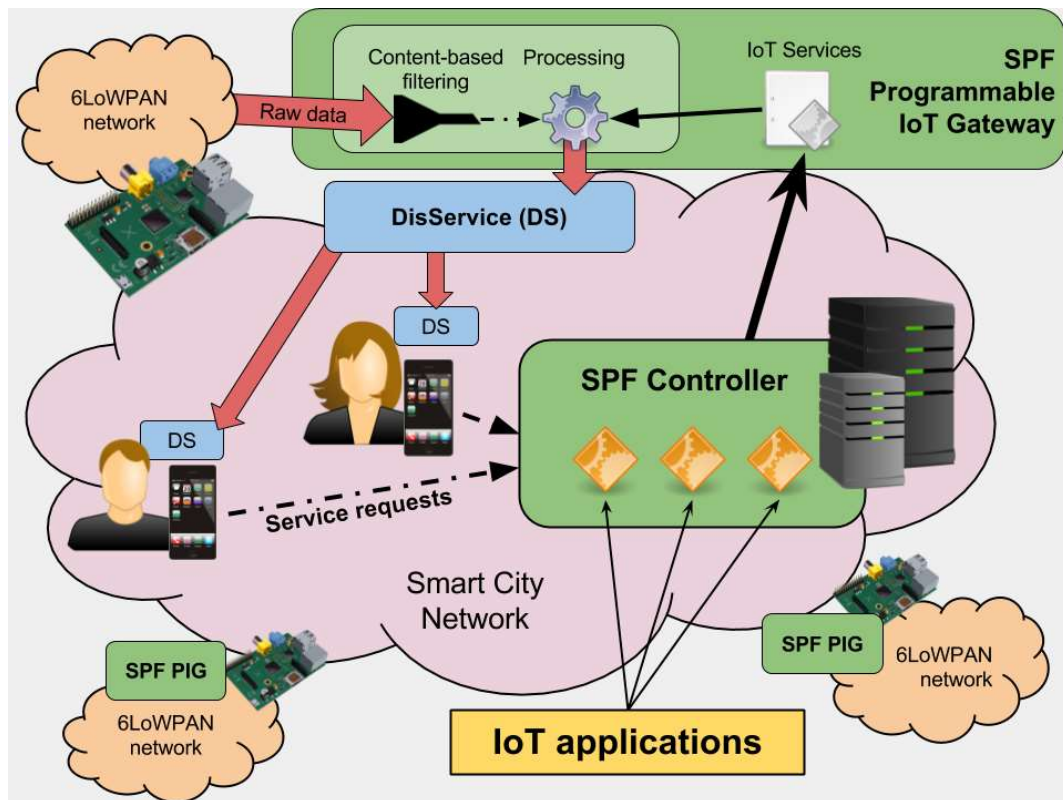 6LoWPAN
network
Raw data
Content-based
filtering
Processing
IoT Services
SPF
Programmable
IoT Gateway
DisService (DS)
DS
DS
SPF Controller
Service requests
Smart City
Network
SPF PIG
6LoWPAN
network
SPF PIG
6LoWPAN
network
IoT applications